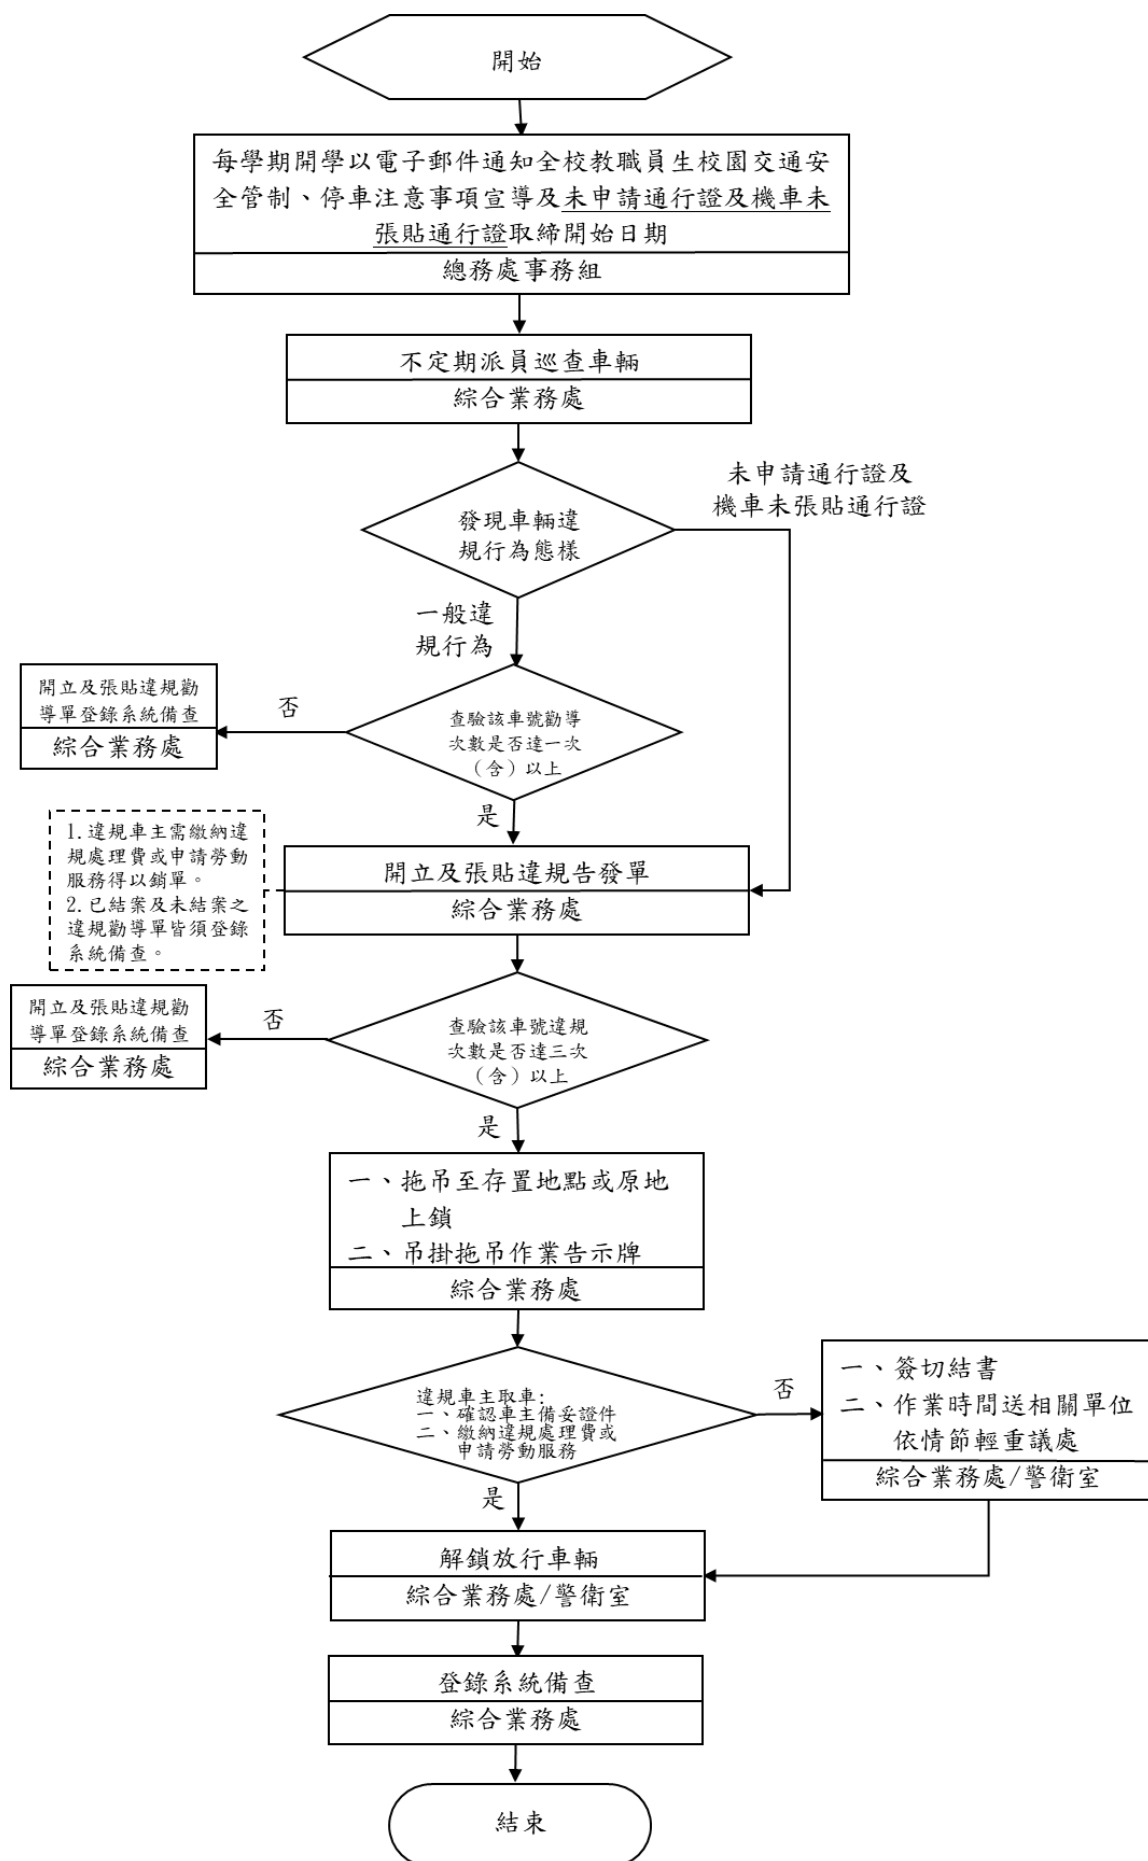 開始
每學期開學以電子郵件通知全校教職員生校園交通安
全管制、停車注意事項宣導及未申請通行證及機車未
張貼通行證取締開始日期
總務處事務組
不定期派員巡查車輛
綜合業務處
發現車輛違
規行為態樣
未申請通行證及
機車未張貼通行證
一般違
規行為
查驗該車號勸導
次數是否達一次
（含）以上
否
開立及張貼違規勸
導單登錄系統備查
綜合業務處
是
1.違規車主需繳納違
規處理費或申請勞動
服務得以銷單。
2.已結案及未結案之
違規勸導單皆須登錄
系統備查。
開立及張貼違規告發單
綜合業務處
查驗該車號違規
次數是否達三次
（含）以上
否
開立及張貼違規勸
導單登錄系統備查
綜合業務處
是
一、拖吊至存置地點或原地
上鎖
二、吊掛拖吊作業告示牌
綜合業務處
違規車主取車:
一、確認車主備妥證件
二、繳納違規處理費或
申請勞動服務
否
一、簽切結書
二、作業時間送相關單位
依情節輕重議處
綜合業務處/警衛室
是
解鎖放行車輛
綜合業務處/警衛室
登錄系統備查
綜合業務處
結束